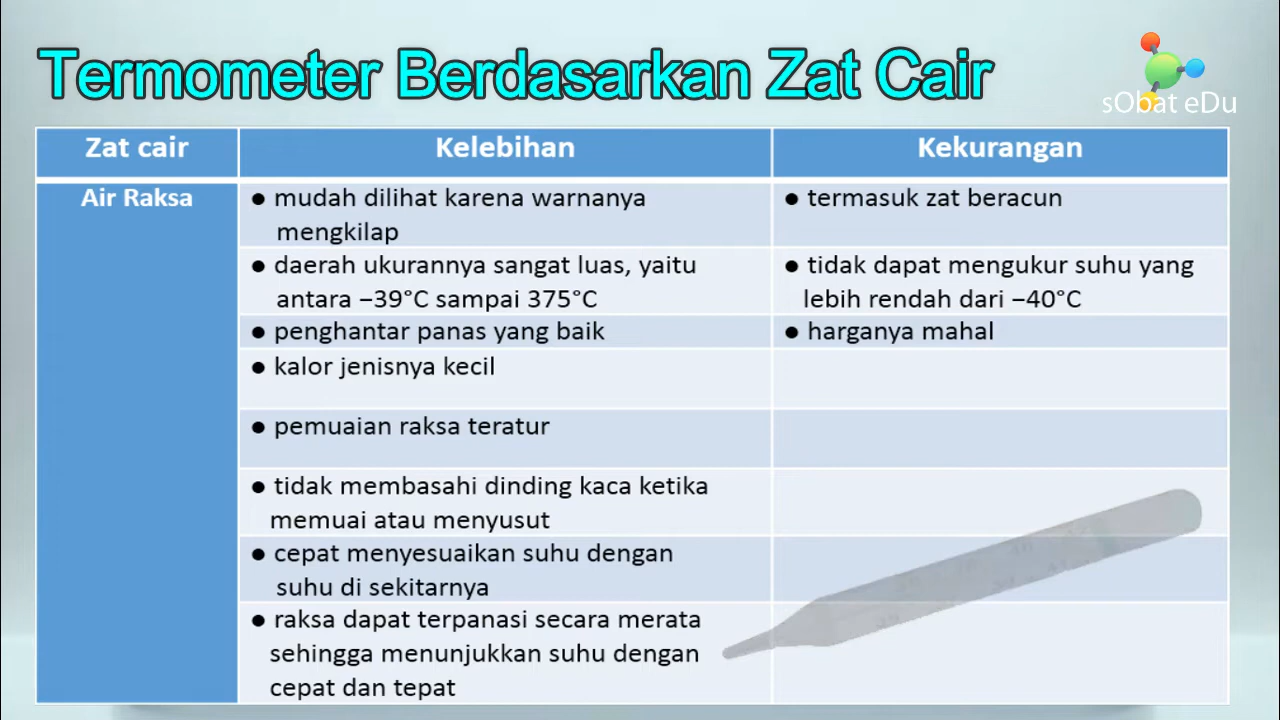 Termometer Berdasarkan Zat Cair
sObat eDu
Zat cair
Kelebihan
Kekurangan
Air Raksa
● mudah dilihat karena warnanya
mengkilap
● termasuk zat beracun
● daerah ukurannya sangat luas, yaitu
antara −39°C sampai 375°C
● tidak dapat mengukur suhu yang
lebih rendah dari −40°C
● penghantar panas yang baik
● harganya mahal
● kalor jenisnya kecil
● pemuaian raksa teratur
● tidak membasahi dinding kaca ketika
memuai atau menyusut
● cepat menyesuaikan suhu dengan
suhu di sekitarnya
● raksa dapat terpanasi secara merata
sehingga menunjukkan suhu dengan
cepat dan tepat